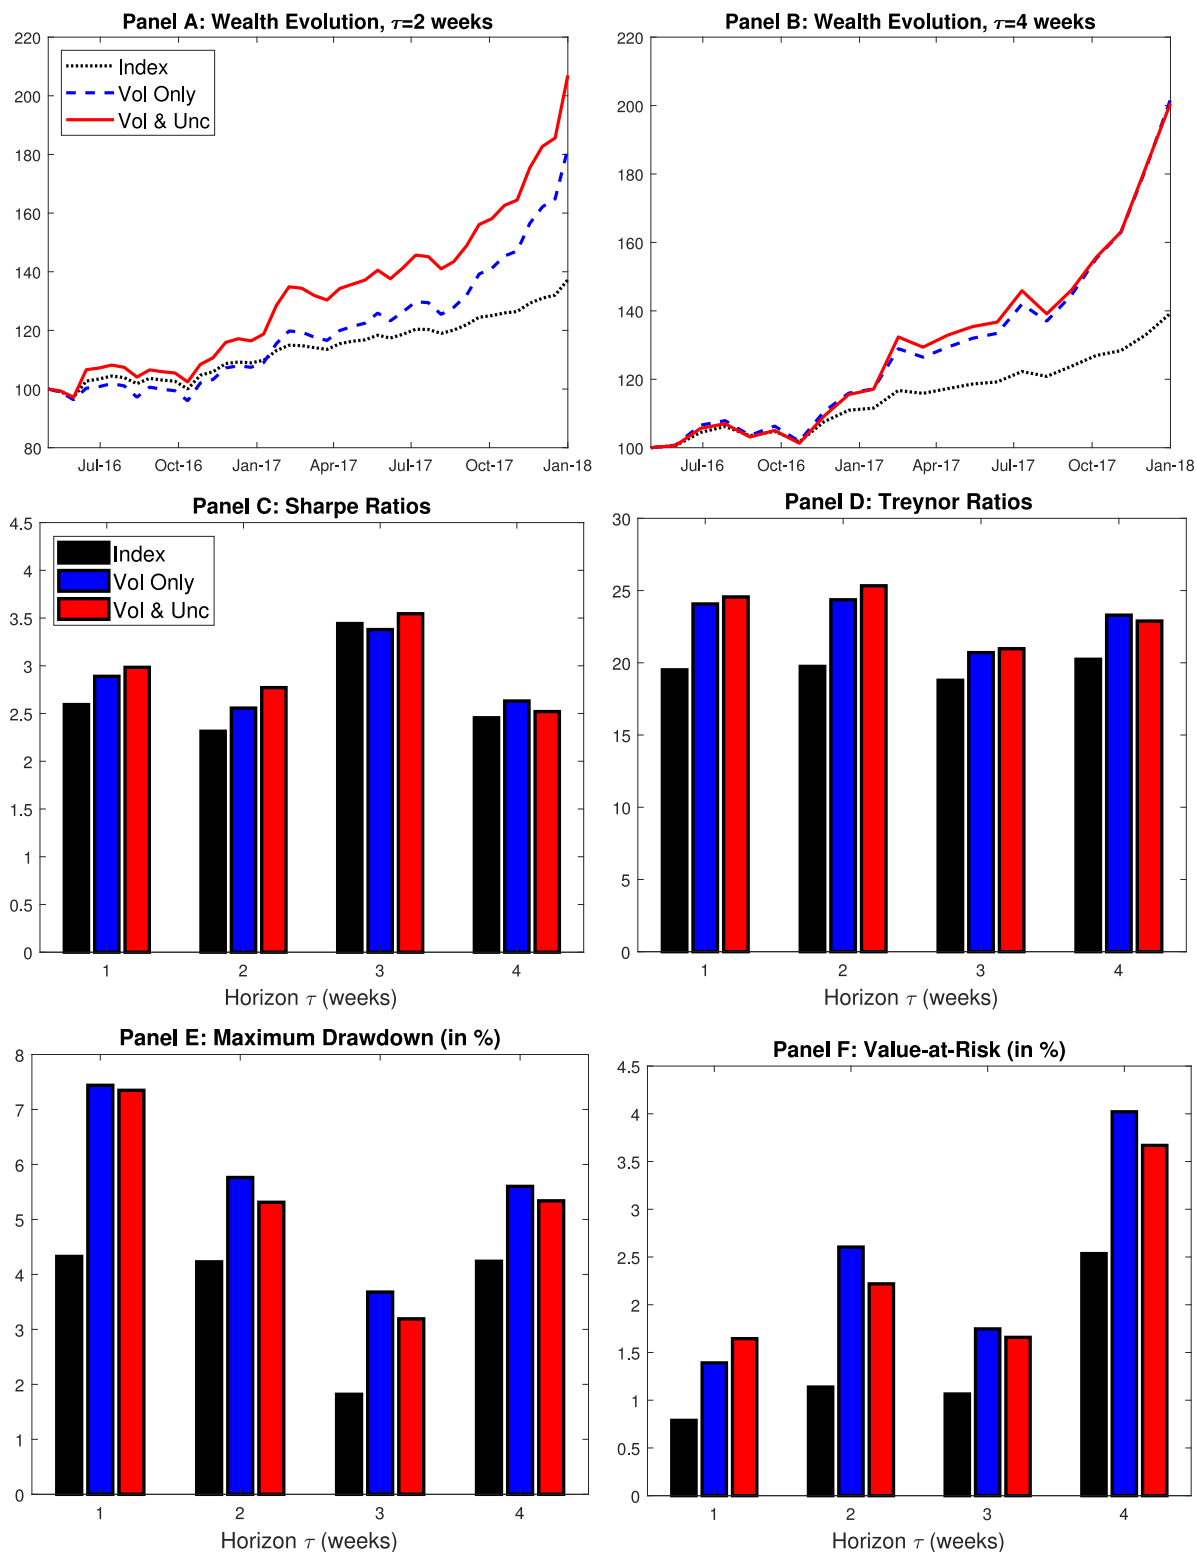 Panel A: Wealth Evolution, τ=2 weeks
220
200
180
160
140
120
100
80
Index
Vol Only
Vol & Unc
Jul-16 Oct-16 Jan-17 Apr-17 Jul-17 Oct-17 Jan-18
Panel B: Wealth Evolution, τ=4 weeks
220
200
180
160
140
120
100
Jul-16 Oct-16 Jan-17 Apr-17 Jul-17 Oct-17 Jan-18
Panel C: Sharpe Ratios
4.5
4
3.5
3
2.5
2
1.5
1
0.5
0
Index
Vol Only
Vol & Unc
1 2 3 4
Horizon τ (weeks)
Panel D: Treynor Ratios
30
25
20
15
10
5
0
1 2 3 4
Horizon τ (weeks)
Panel E: Maximum Drawdown (in %)
8
7
6
5
4
3
2
1
0
1 2 3 4
Horizon τ (weeks)
Panel F: Value-at-Risk (in %)
4.5
4
3.5
3
2.5
2
1.5
1
0.5
0
1 2 3 4
Horizon τ (weeks)